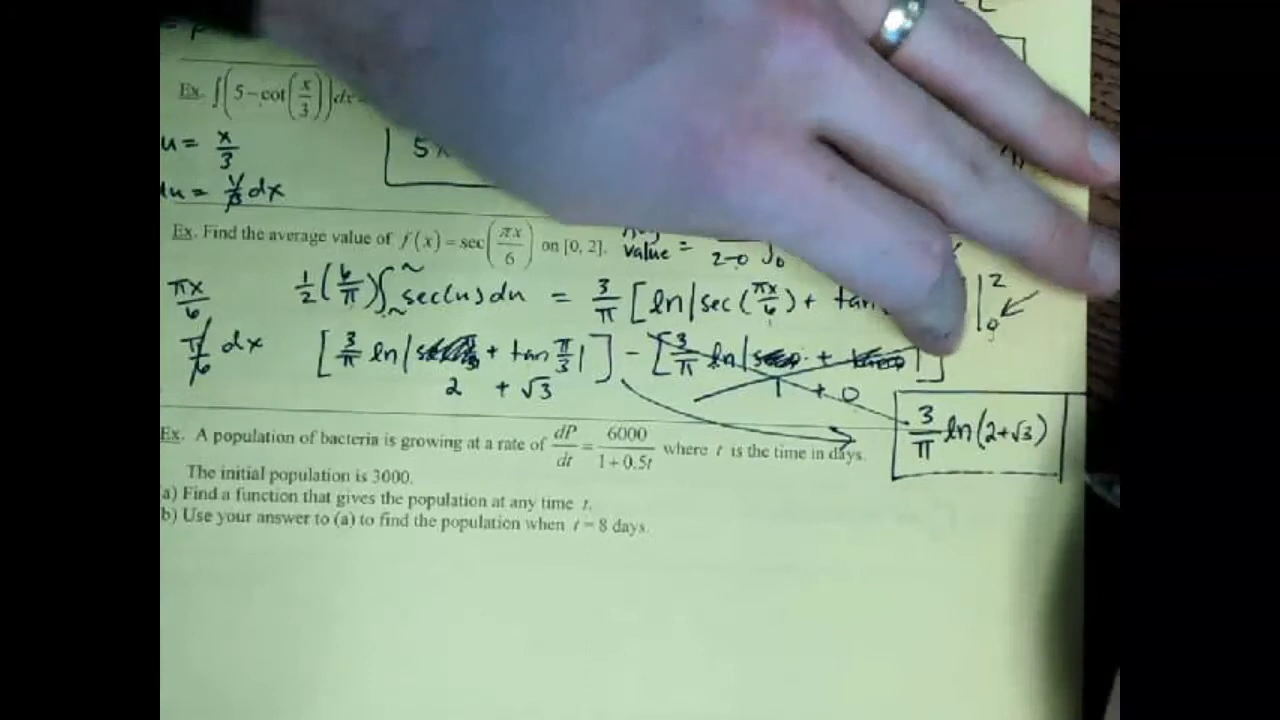 Ex. ∫(5-cot(x/3))dx
u = x/3
du = 1/3 dx
5x
Ex. Find the average value of f(x) = sec(πx/6) on [0, 2].
value = 2-0 ∫0
πx/6
1/2 (6/π) ∫~~ sec(u)du = 3/π [ln|sec(πx/6) + tan |2 0
π/6 dx
[3/π ln| + tan π/3|] - [3/π ln| + |]
2 + √3
1 + 0
3/π ln(2+√3)
Ex. A population of bacteria is growing at a rate of dP/dt = 6000/(1+0.5t) where t is the time in days.
The initial population is 3000.
a) Find a function that gives the population at any time t.
b) Use your answer to (a) to find the population when t = 8 days.